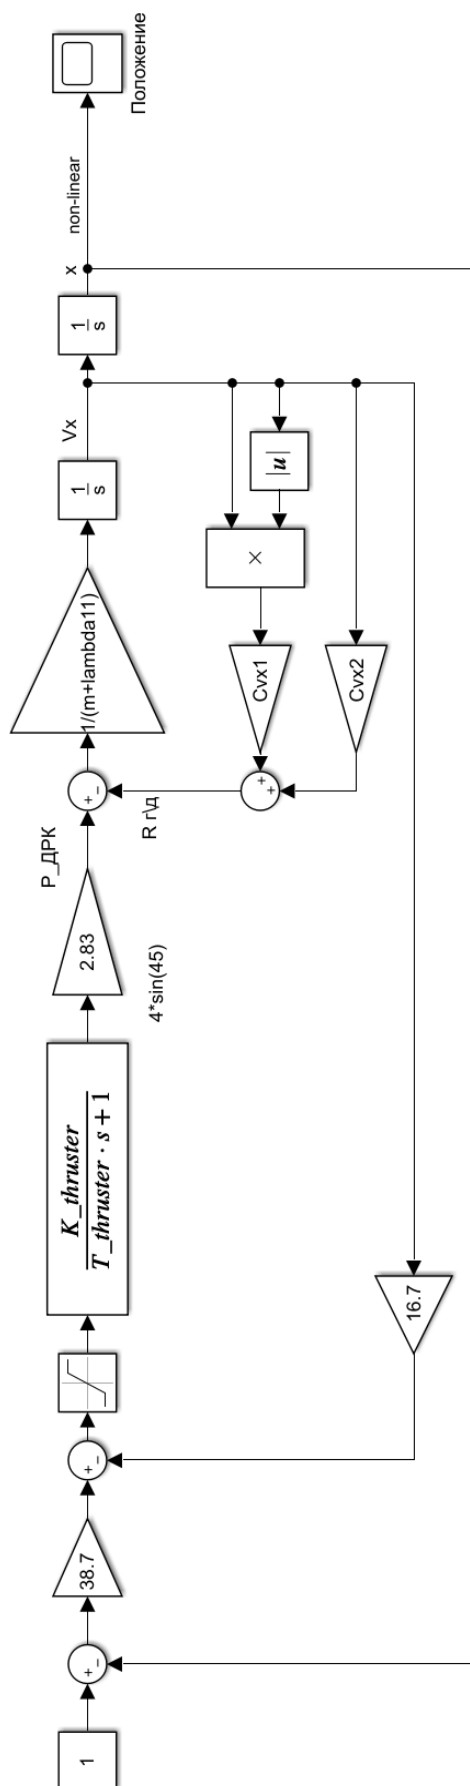 1
+
−
38.7
+
−
K_thruster
T_thruster · s + 1
2.83
4*sin(45)
P_ДРК
+
−
R г\д
1/(m+lambda11)
1
s
Vx
1
s
x
non-linear
Положение
|u|
×
Cvx1
Cvx2
+
+
16.7